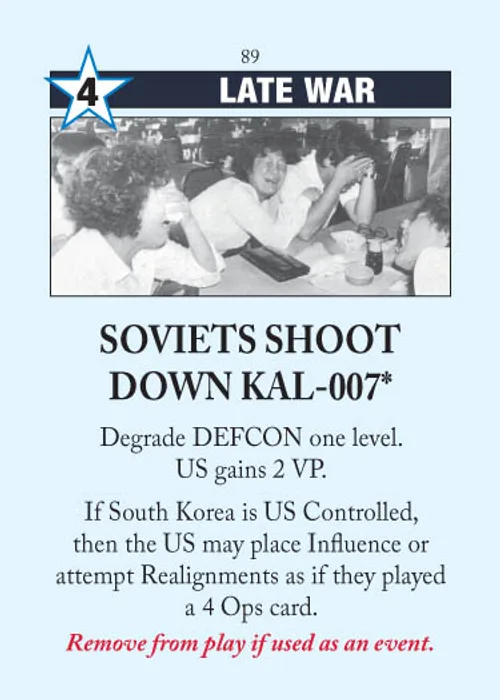 89
4
LATE WAR
SOVIETS SHOOT
DOWN KAL-007*
Degrade DEFCON one level.
US gains 2 VP.
If South Korea is US Controlled,
then the US may place Influence or
attempt Realignments as if they played
a 4 Ops card.
Remove from play if used as an event.